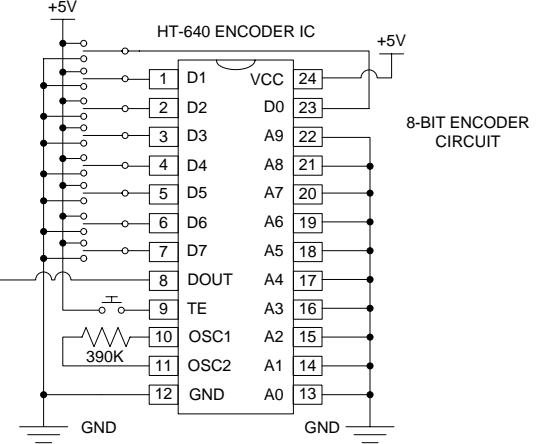 +5V
HT-640 ENCODER IC
+5V
1 D1 VCC 24
2 D2 D0 23
3 D3 A9 22
4 D4 A8 21
5 D5 A7 20
6 D6 A6 19
7 D7 A5 18
8 DOUT A4 17
9 TE A3 16
10 OSC1 A2 15
390K
11 OSC2 A1 14
12 GND A0 13
GND
GND
8-BIT ENCODER
CIRCUIT